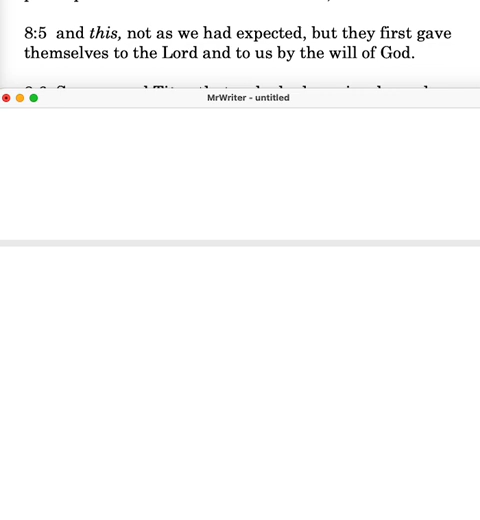 8:5 and this, not as we had expected, but they first gave
themselves to the Lord and to us by the will of God.
MrWriter - untitled